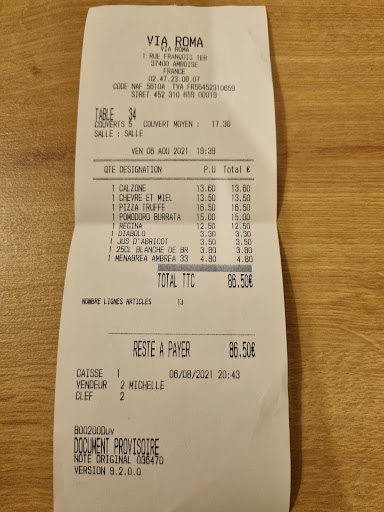 VIA ROMA
VIA ROMA
1 RUE FRANÇOIS 1ER
37400 AMBOISE
FRANCE
02.47.23.08.07
CODE NAF 5610A TVA FR56452310659
SIRET 452 310 659 00019
TABLE 34
COUVERTS 5 COUVERT MOYEN : 17.30
SALLE : SALLE
VEN 06 AOU 2021 19:39
QTE DESIGNATION P.U Total €
1 CALZONE 13.60 13.60
1 CHEVRE ET MIEL 13.50 13.50
1 PIZZA TRUFFE 16.50 16.50
1 POMODORO BURRATA 15.00 15.00
1 REGINA 12.50 12.50
1 DIABOLO 3.30 3.30
1 JUS D'ABRICOT 3.50 3.50
1 25CL BLANCHE DE BR 3.80 3.80
1 MENABREA AMBREA 33 4.80 4.80
TOTAL TTC 86.50€
NOMBRE LIGNES ARTICLES 13
RESTE A PAYER 86.50€
CAISSE 1 06/08/2021 20:43
VENDEUR 2 MICHELLE
CLEF 2
DOCUMENT PROVISOIRE
NOTE ORIGINAL 036470
VERSION 9.2.0.0